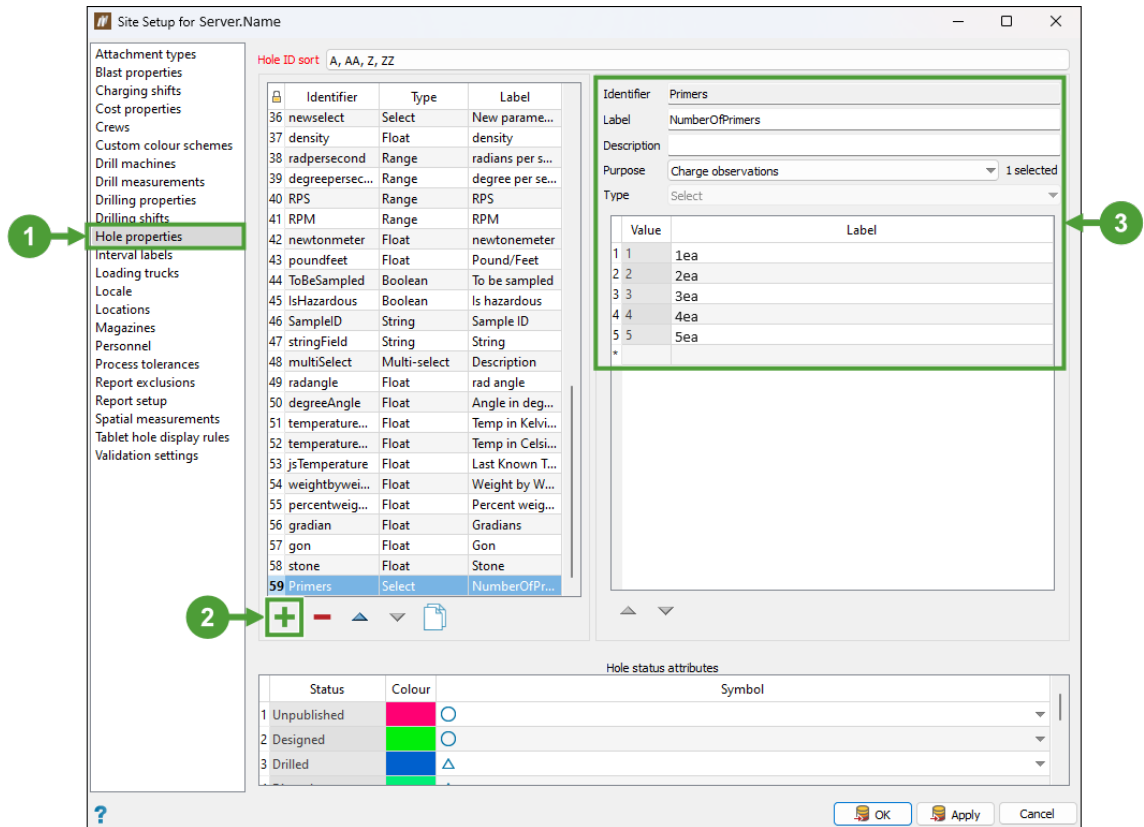 Site Setup for Server.Name
Attachment types
Blast properties
Charging shifts
Cost properties
Crews
Custom colour schemes
Drill machines
Drill measurements
Drilling properties
Drilling shifts
Hole properties
Interval labels
Loading trucks
Locale
Locations
Magazines
Personnel
Process tolerances
Report exclusions
Report setup
Spatial measurements
Tablet hole display rules
Validation settings
1
Hole ID sort A, AA, Z, ZZ
Identifier Type Label
36 newselect Select New parame...
37 density Float density
38 radpersecond Range radians per s...
39 degreepersec... Range degree per se...
40 RPS Range RPS
41 RPM Range RPM
42 newtonmeter Float newtonemeter
43 poundfeet Float Pound/Feet
44 ToBeSampled Boolean To be sampled
45 IsHazardous Boolean Is hazardous
46 SampleID String Sample ID
47 stringField String String
48 multiSelect Multi-select Description
49 radangle Float rad angle
50 degreeAngle Float Angle in deg...
51 temperature... Float Temp in Kelvi...
52 temperature... Float Temp in Celsi...
53 jsTemperature Float Last Known T...
54 weightbywei... Float Weight by W...
55 percentweig... Float Percent weig...
56 gradian Float Gradians
57 gon Float Gon
58 stone Float Stone
59 Primers Select NumberOfPr...
2
Identifier Primers
Label NumberOfPrimers
Description
Purpose Charge observations 1 selected
Type Select
Value Label
1 1 1ea
2 2 2ea
3 3 3ea
4 4 4ea
5 5 5ea
*
3
Hole status attributes
Status Colour Symbol
1 Unpublished
2 Designed
3 Drilled
? OK Apply Cancel